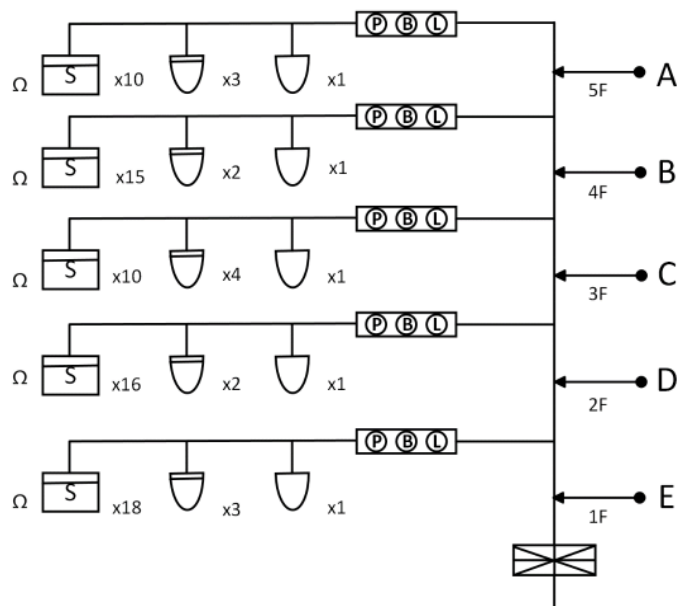 P B L
A
S
Ω x10 x3 x1
5F
P B L
B
S
Ω x15 x2 x1
4F
P B L
C
S
Ω x10 x4 x1
3F
P B L
D
S
Ω x16 x2 x1
2F
P B L
E
S
Ω x18 x3 x1
1F